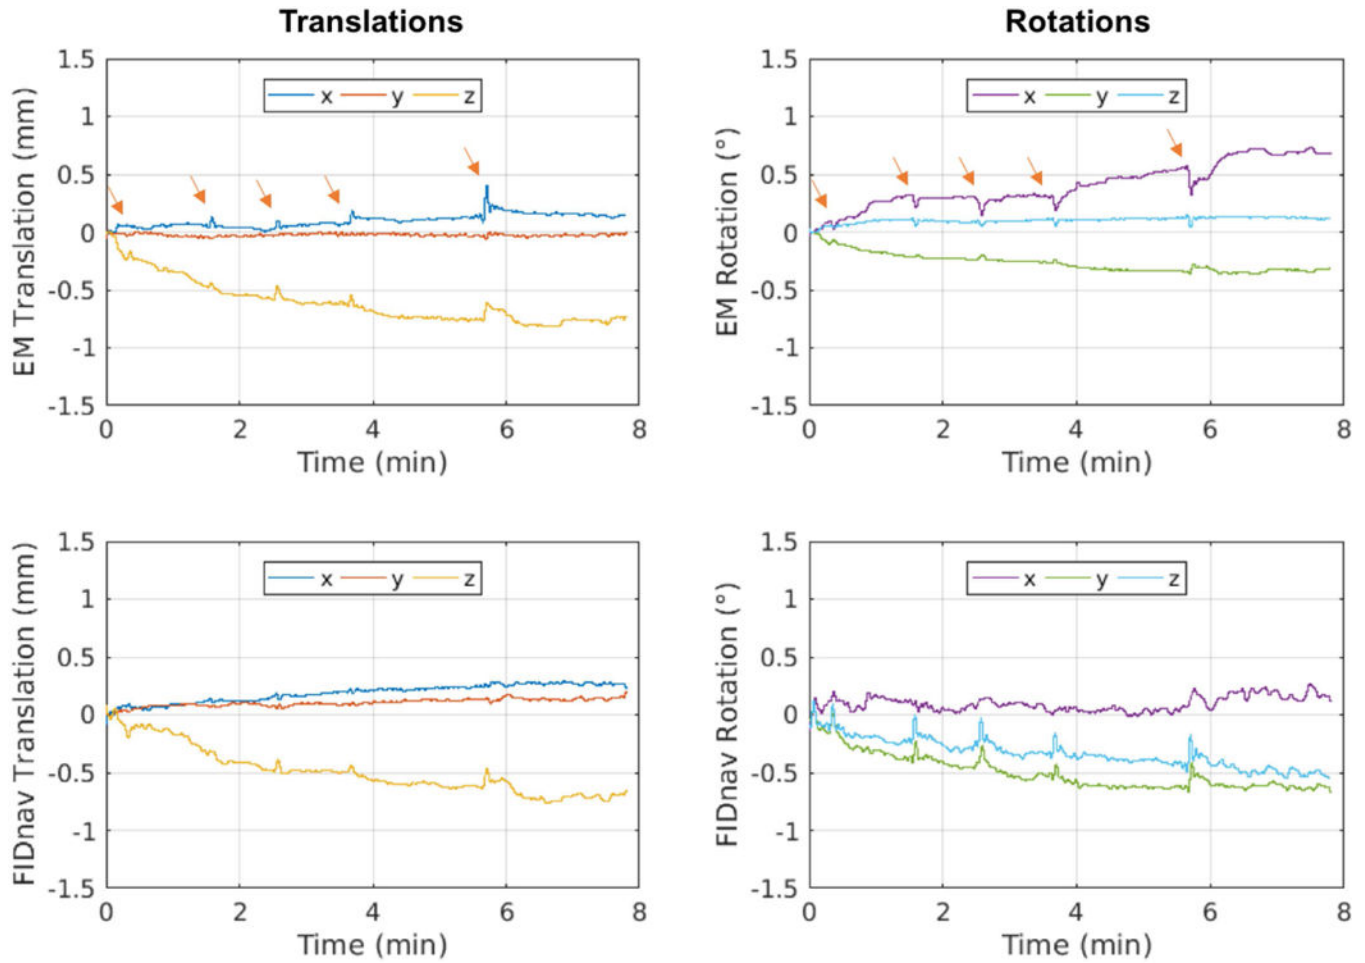 Translations
Rotations
EM Translation (mm)
1.5
1
0.5
0
-0.5
-1
-1.5
x y z
0 2 4 6 8
Time (min)
EM Rotation (°)
1.5
1
0.5
0
-0.5
-1
-1.5
x y z
0 2 4 6 8
Time (min)
FIDnav Translation (mm)
1.5
1
0.5
0
-0.5
-1
-1.5
x y z
0 2 4 6 8
Time (min)
FIDnav Rotation (°)
1.5
1
0.5
0
-0.5
-1
-1.5
x y z
0 2 4 6 8
Time (min)